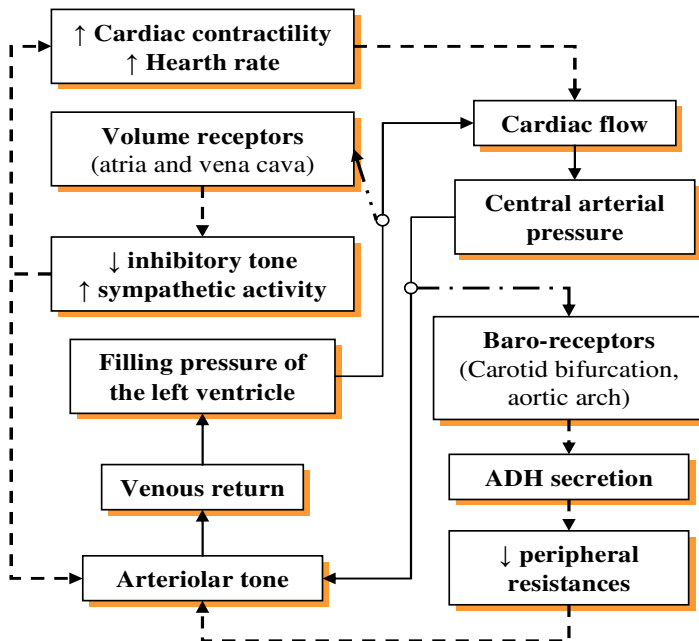 ↑ Cardiac contractility
↑ Hearth rate
Cardiac flow
Volume receptors
(atria and vena cava)
Central arterial
pressure
↓ inhibitory tone
↑ sympathetic activity
Baro-receptors
(Carotid bifurcation,
aortic arch)
Filling pressure of
the left ventricle
Venous return
ADH secretion
Arteriolar tone
↓ peripheral
resistances